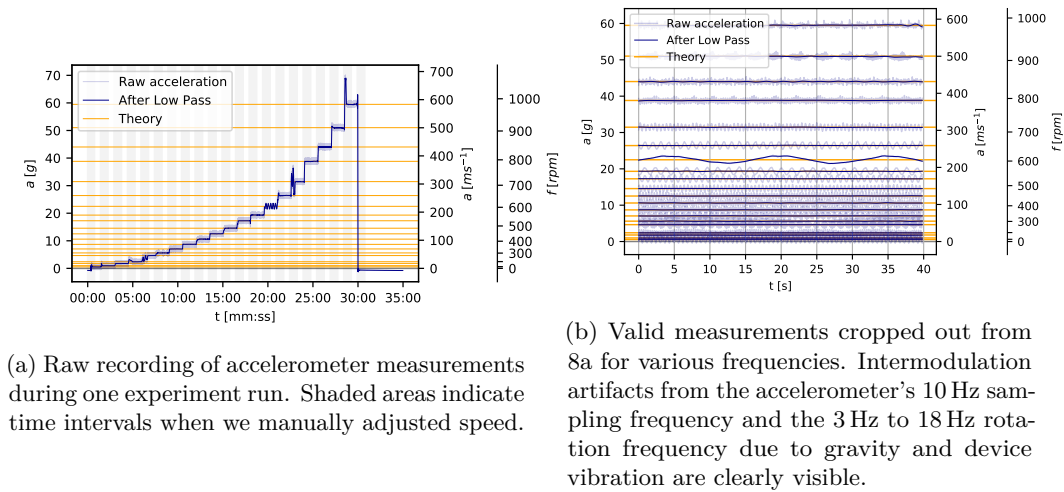 Raw acceleration
After Low Pass
Theory
a [g]
70
60
50
40
30
20
10
0
00:00 05:00 10:00 15:00 20:00 25:00 30:00 35:00
t [mm:ss]
700
600
500
400
300
200
100
0
a [ms⁻¹]
1000
900
800
700
600
500
400
300
0
f [rpm]
(a) Raw recording of accelerometer measurements
during one experiment run. Shaded areas indicate
time intervals when we manually adjusted speed.
Raw acceleration
After Low Pass
Theory
a [g]
60
50
40
30
20
10
0
0 5 10 15 20 25 30 35 40
t [s]
600
500
400
300
200
100
0
a [ms⁻¹]
1000
900
800
700
600
500
400
300
0
f [rpm]
(b) Valid measurements cropped out from
8a for various frequencies. Intermodulation
artifacts from the accelerometer's 10 Hz sam-
pling frequency and the 3 Hz to 18 Hz rota-
tion frequency due to gravity and device
vibration are clearly visible.